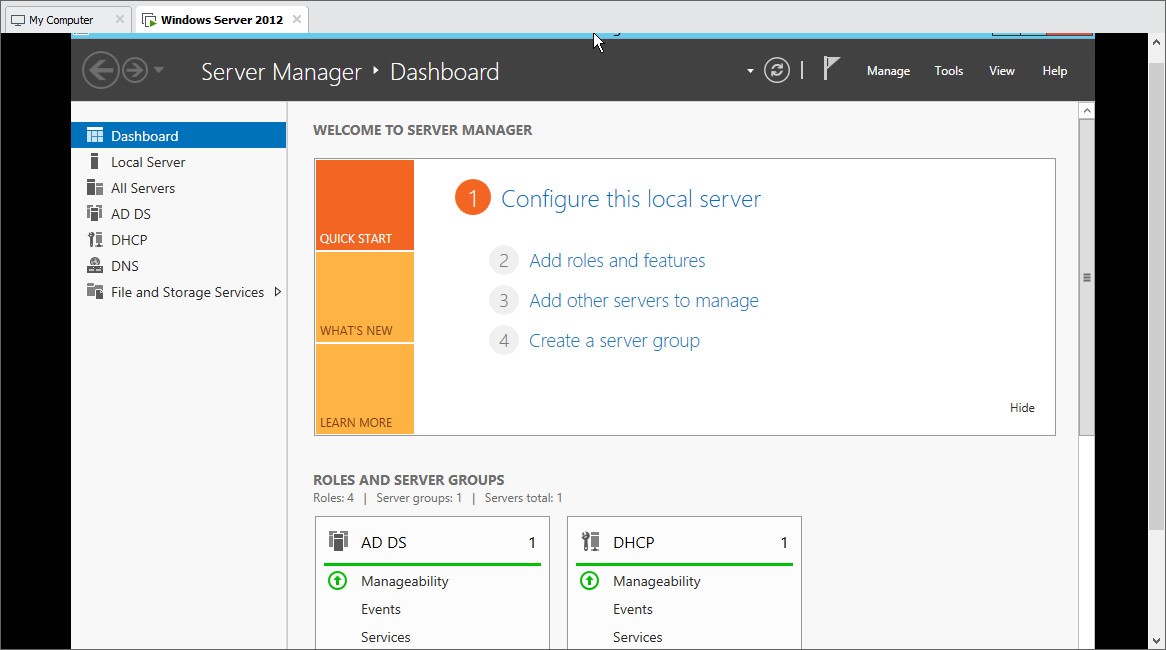 My Computer
Windows Server 2012
Server Manager ‣ Dashboard
Manage Tools View Help
Dashboard
Local Server
All Servers
AD DS
DHCP
DNS
File and Storage Services
WELCOME TO SERVER MANAGER
QUICK START
WHAT'S NEW
LEARN MORE
1 Configure this local server
2 Add roles and features
3 Add other servers to manage
4 Create a server group
Hide
ROLES AND SERVER GROUPS
Roles: 4 | Server groups: 1 | Servers total: 1
AD DS 1
Manageability
Events
Services
DHCP 1
Manageability
Events
Services